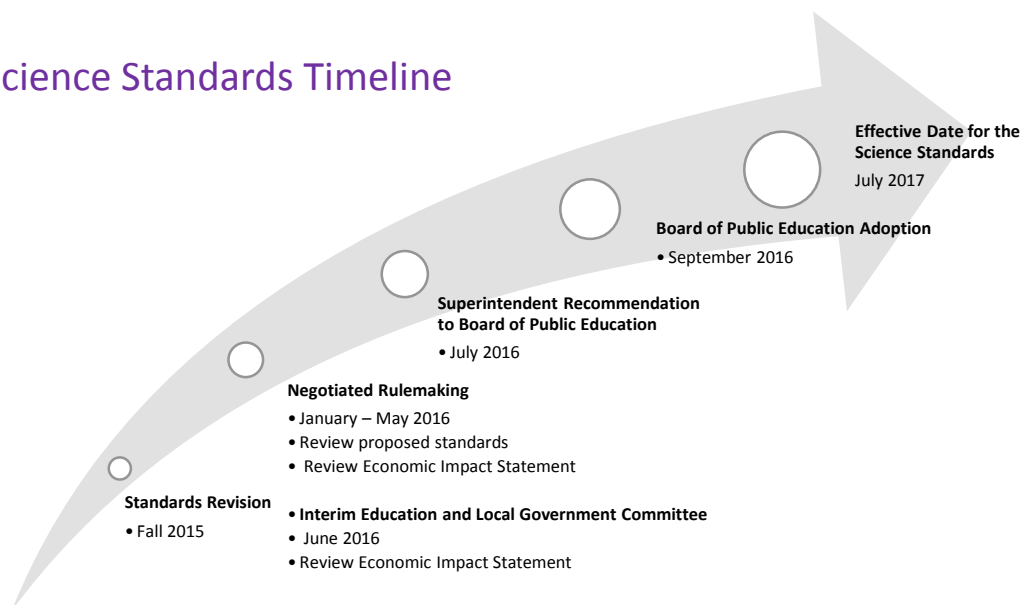 cience Standards Timeline
Effective Date for the
Science Standards
July 2017
Board of Public Education Adoption
• September 2016
Superintendent Recommendation
to Board of Public Education
• July 2016
Negotiated Rulemaking
• January – May 2016
• Review proposed standards
• Review Economic Impact Statement
Standards Revision
• Fall 2015
• Interim Education and Local Government Committee
• June 2016
• Review Economic Impact Statement